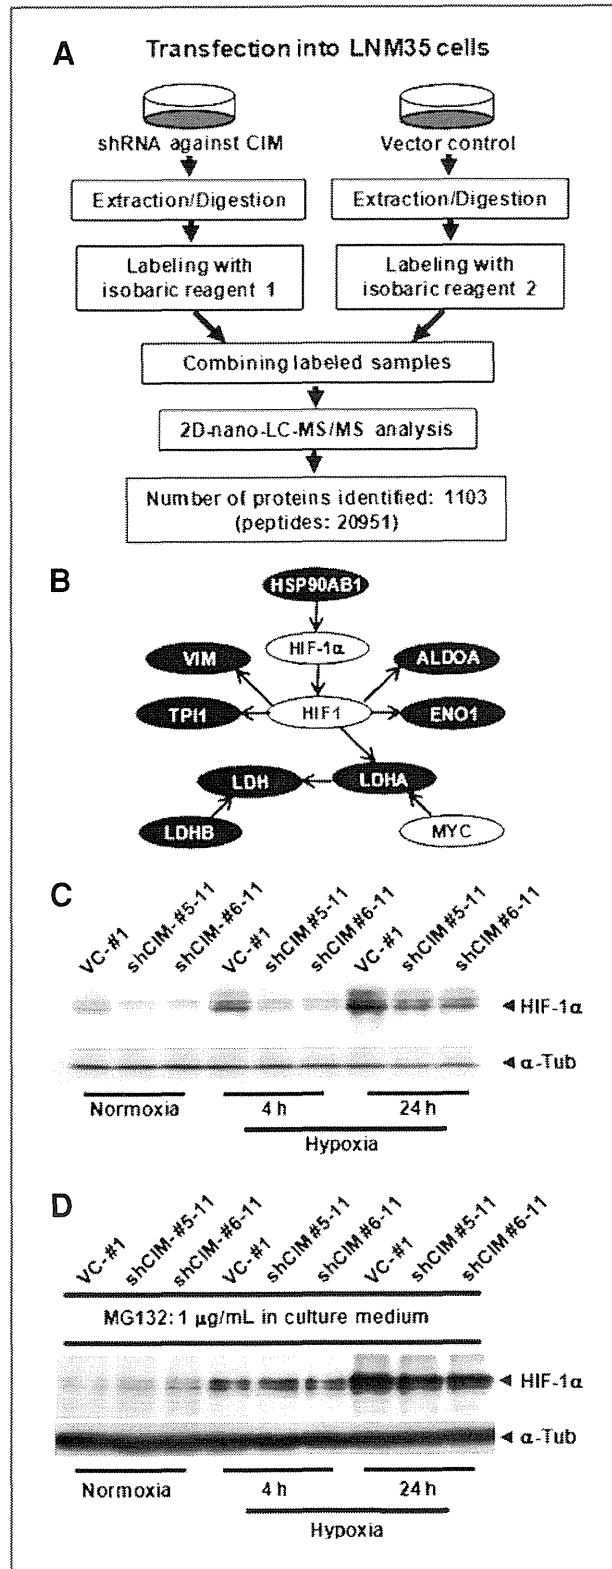 A
Transfection into LNM35 cells
shRNA against CIM
Vector control
Extraction/Digestion
Extraction/Digestion
Labeling with
isobaric reagent 1
Labeling with
isobaric reagent 2
Combining labeled samples
2D-nano-LC-MS/MS analysis
Number of proteins identified: 1103
(peptides: 20951)
B
HSP90AB1
HIF-1α
VIM
ALDOA
TPI1
HIF1
ENO1
LDH
LDHA
LDHB
MYC
C
VC-#1
shCIM-#5-11
shCIM-#6-11
VC-#1
shCIM#5-11
shCIM#6-11
VC-#1
shCIM#5-11
shCIM#6-11
HIF-1α
α-Tub
Normoxia
4 h
24 h
Hypoxia
D
VC-#1
shCIM-#5-11
shCIM-#6-11
VC-#1
shCIM#5-11
shCIM#6-11
VC-#1
shCIM#5-11
shCIM#6-11
MG132: 1 μg/mL in culture medium
HIF-1α
α-Tub
Normoxia
4 h
24 h
Hypoxia